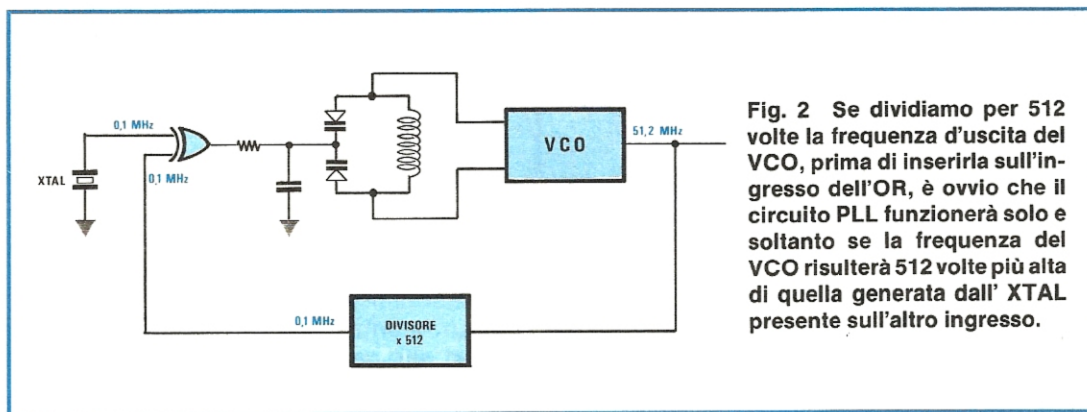 0,1 MHz
XTAL
0,1 MHz
VCO
51,2 MHz
0,1 MHz
DIVISORE
x 512
Fig. 2 Se dividiamo per 512
volte la frequenza d'uscita del
VCO, prima di inserirla sull'in-
gresso dell'OR, è ovvio che il
circuito PLL funzionerà solo e
soltanto se la frequenza del
VCO risulterà 512 volte più alta
di quella generata dall' XTAL
presente sull'altro ingresso.